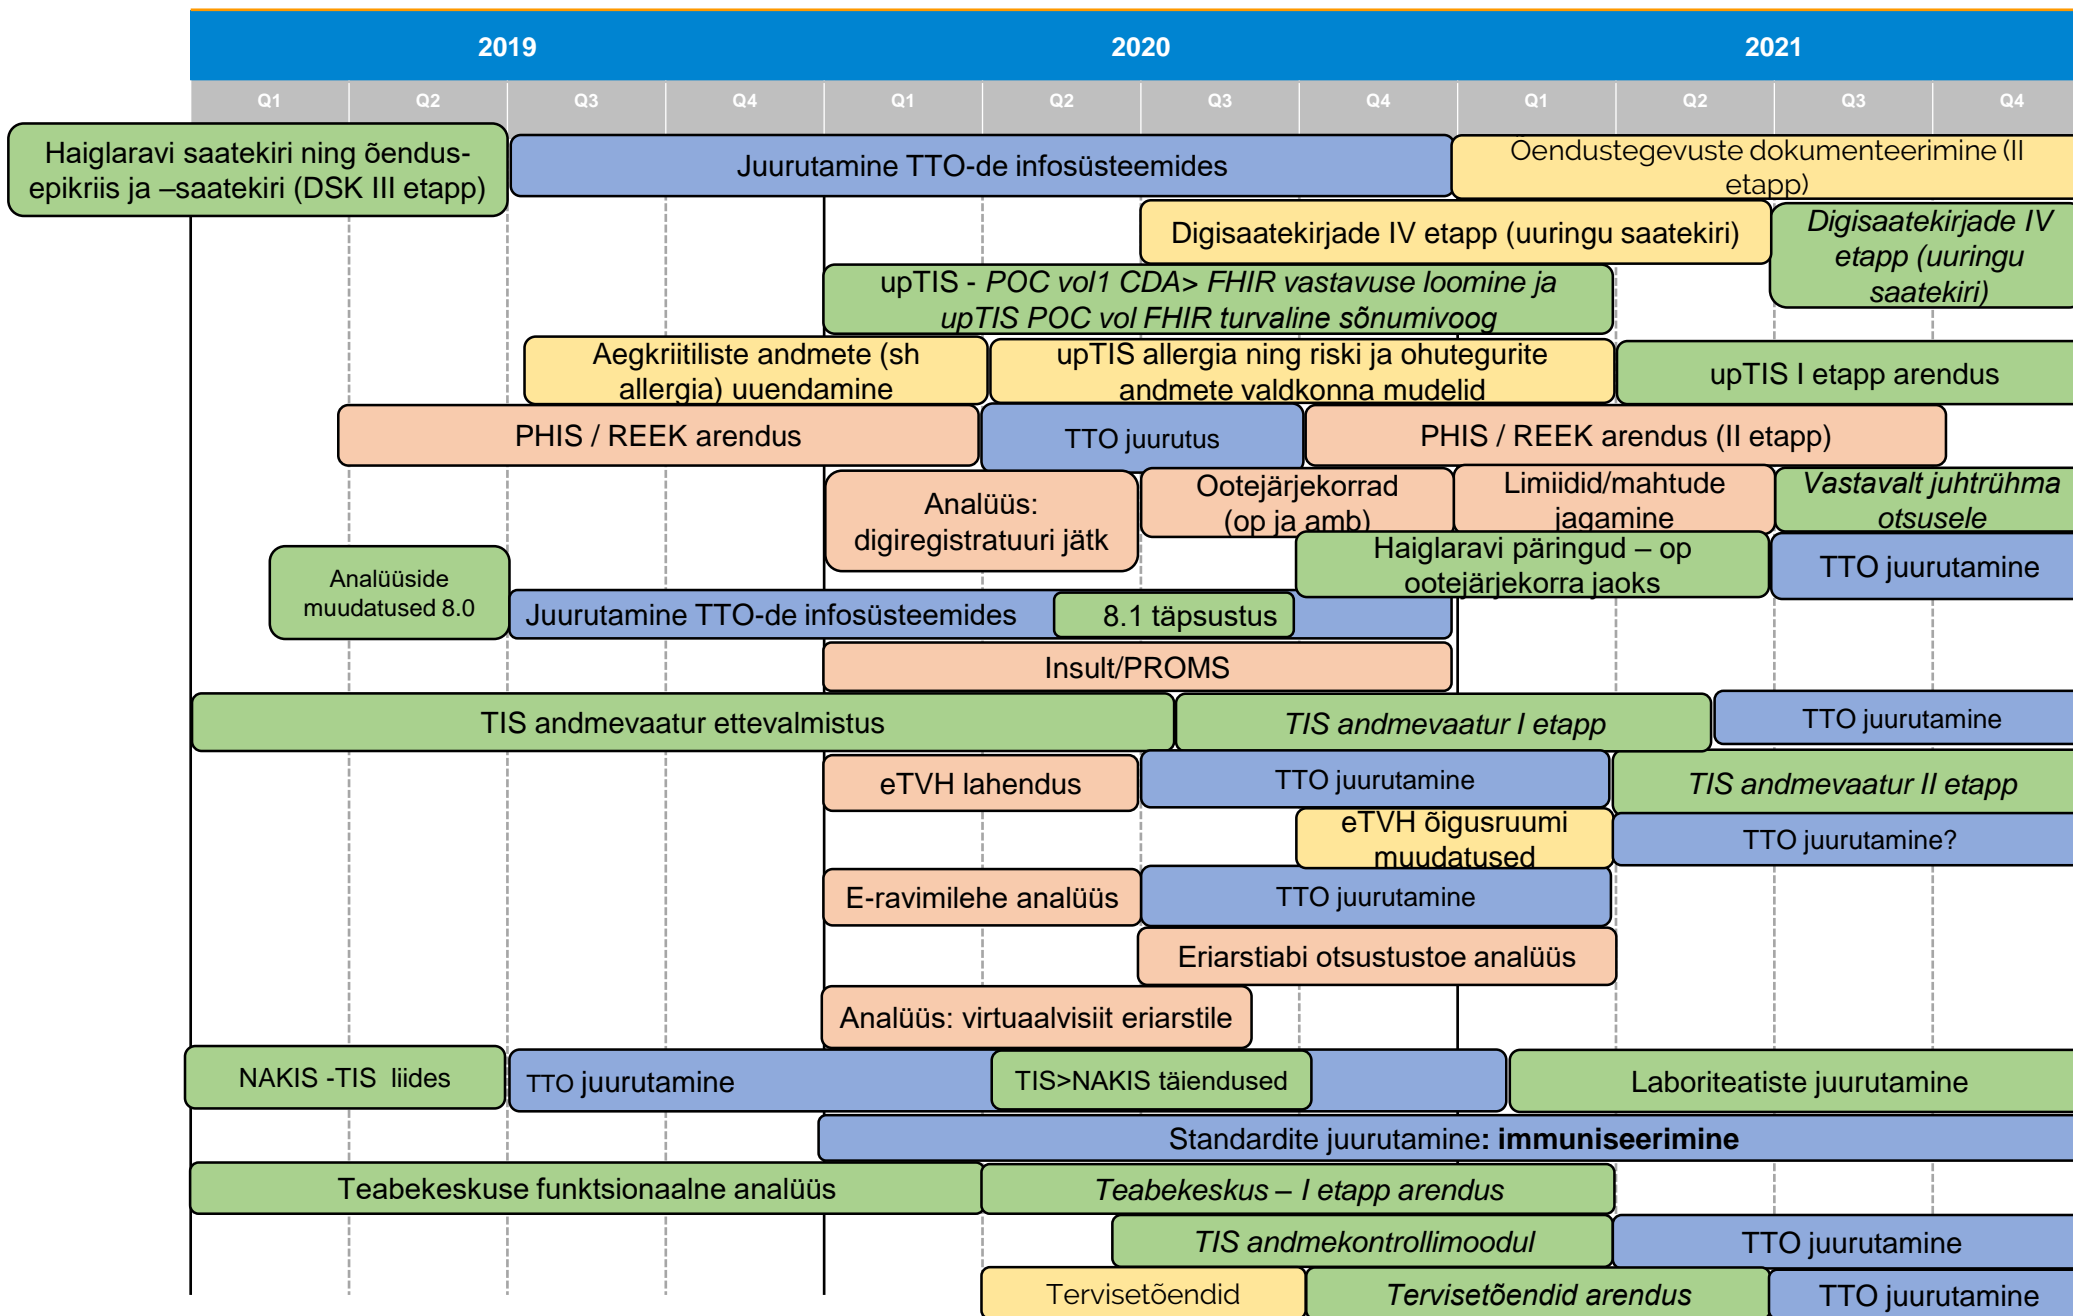 2019 2020 2021
Q1 Q2 Q3 Q4 Q1 Q2 Q3 Q4 Q1 Q2 Q3 Q4
Haiglaravi saatekiri ning õendus-
epikriis ja –saatekiri (DSK III etapp)
Juurutamine TTO-de infosüsteemides
Õendustegevuste dokumenteerimine (II
etapp)
Digisaatekirjade IV etapp (uuringu saatekiri)
Digisaatekirjade IV
etapp (uuringu
saatekiri)
upTIS - POC vol1 CDA> FHIR vastavuse loomine ja
upTIS POC vol FHIR turvaline sõnumivoog
Aegkriitiliste andmete (sh
allergia) uuendamine
upTIS allergia ning riski ja ohutegurite
andmete valdkonna mudelid
upTIS I etapp arendus
PHIS / REEK arendus
TTO juurutus
PHIS / REEK arendus (II etapp)
Analüüs:
digiregistratuuri jätk
Ootejärjekorrad
(op ja amb)
Limiidid/mahtude
jagamine
Vastavalt juhtrühma
otsusele
Haiglaravi päringud – op
ootejärjekorra jaoks
TTO juurutamine
Analüüside
muudatused 8.0
Juurutamine TTO-de infosüsteemides
8.1 täpsustus
Insult/PROMS
TIS andmevaatur ettevalmistus
TIS andmevaatur I etapp
TTO juurutamine
eTVH lahendus
TTO juurutamine
TIS andmevaatur II etapp
eTVH õigusruumi
muudatused
TTO juurutamine?
E-ravimilehe analüüs
TTO juurutamine
Eriarstiabi otsustustoe analüüs
Analüüs: virtuaalvisiit eriarstile
NAKIS -TIS liides
TTO juurutamine
TIS>NAKIS täiendused
Laboriteatiste juurutamine
Standardite juurutamine: immuniseerimine
Teabekeskuse funktsionaalne analüüs
Teabekeskus – I etapp arendus
TIS andmekontrollimoodul
TTO juurutamine
Tervisetõendid
Tervisetõendid arendus
TTO juurutamine